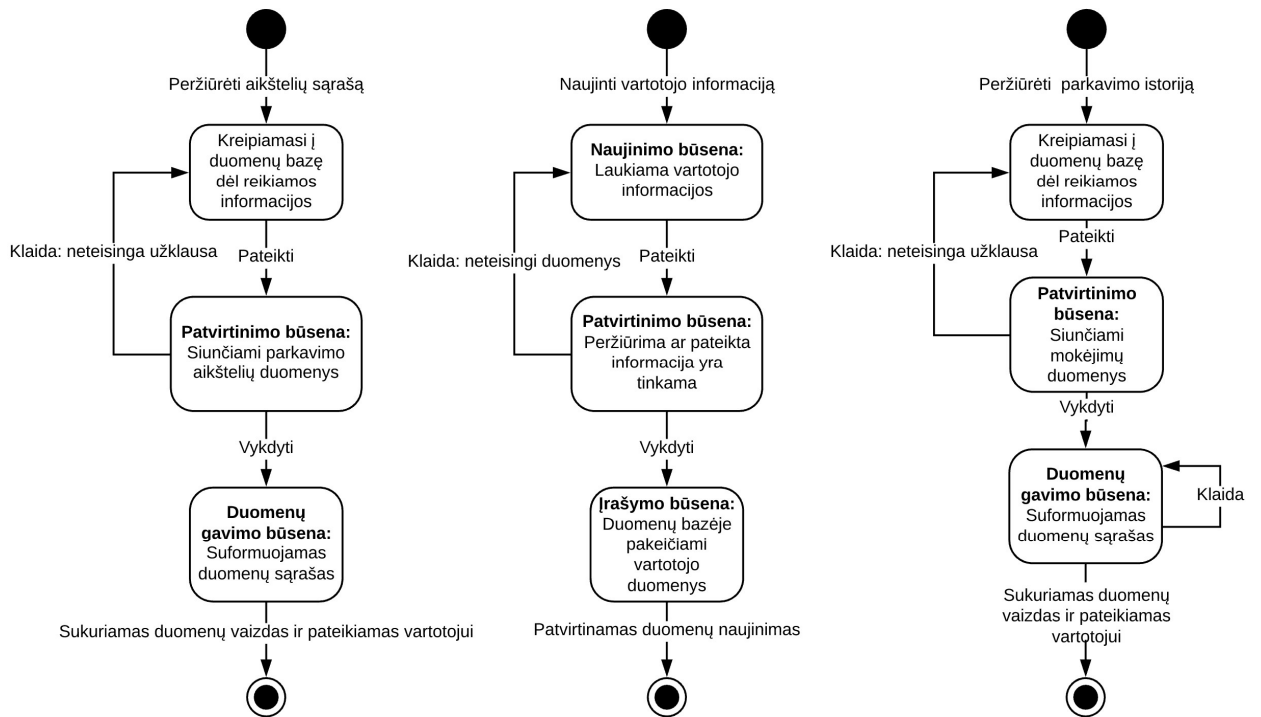 Peržiūrėti aikštelių sąrašą
Kreipiamasi į
duomenų bazę
dėl reikiamos
informacijos
Klaida: neteisinga užklausa
Pateikti
Patvirtinimo būsena:
Siunčiami parkavimo
aikštelių duomenys
Vykdyti
Duomenų
gavimo būsena:
Suformuojamas
duomenų sąrašas
Sukuriamas duomenų vaizdas ir pateikiamas vartotojui
Naujinti vartotojo informaciją
Naujinimo būsena:
Laukiama vartotojo
informacijos
Klaida: neteisingi duomenys
Pateikti
Patvirtinimo būsena:
Peržiūrima ar pateikta
informacija yra
tinkama
Vykdyti
Įrašymo būsena:
Duomenų bazėje
pakeičiami
vartotojo
duomenys
Patvirtinamas duomenų naujinimas
Peržiūrėti  parkavimo istoriją
Kreipiamasi į
duomenų bazę
dėl reikiamos
informacijos
Klaida: neteisinga užklausa
Pateikti
Patvirtinimo
būsena:
Siunčiami
mokėjimų
duomenys
Vykdyti
Duomenų
gavimo būsena:
Suformuojamas
duomenų sąrašas
Klaida
Sukuriamas duomenų
vaizdas ir pateikiamas
vartotojui